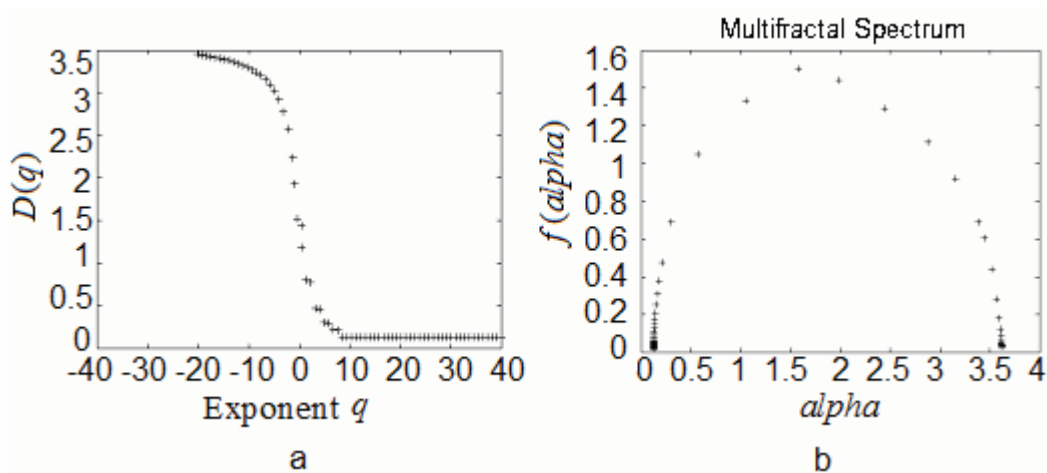 3.5
3
2.5
2
1.5
1
0.5
0
D(q)
-40 -30 -20 -10 0 10 20 30 40
Exponent q
a
Multifractal Spectrum
1.6
1.4
1.2
1
0.8
0.6
0.4
0.2
0
f(alpha)
0 0.5 1 1.5 2 2.5 3 3.5 4
alpha
b